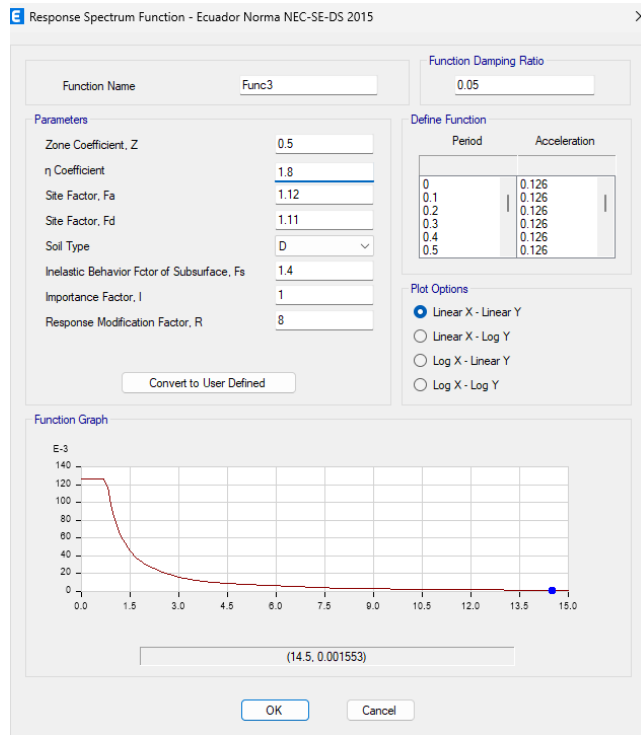 E Response Spectrum Function - Ecuador Norma NEC-SE-DS 2015
Function Name
Func3
Function Damping Ratio
0.05
Parameters
Zone Coefficient, Z 0.5
η Coefficient 1.8
Site Factor, Fa 1.12
Site Factor, Fd 1.11
Soil Type D
Inelastic Behavior Fctor of Subsurface, Fs 1.4
Importance Factor, I 1
Response Modification Factor, R 8
Convert to User Defined
Define Function
Period Acceleration
0 0.126
0.1 0.126
0.2 0.126
0.3 0.126
0.4 0.126
0.5 0.126
Plot Options
Linear X - Linear Y
Linear X - Log Y
Log X - Linear Y
Log X - Log Y
Function Graph
E-3
140
120
100
80
60
40
20
0
0.0 1.5 3.0 4.5 6.0 7.5 9.0 10.5 12.0 13.5 15.0
(14.5, 0.001553)
OK Cancel